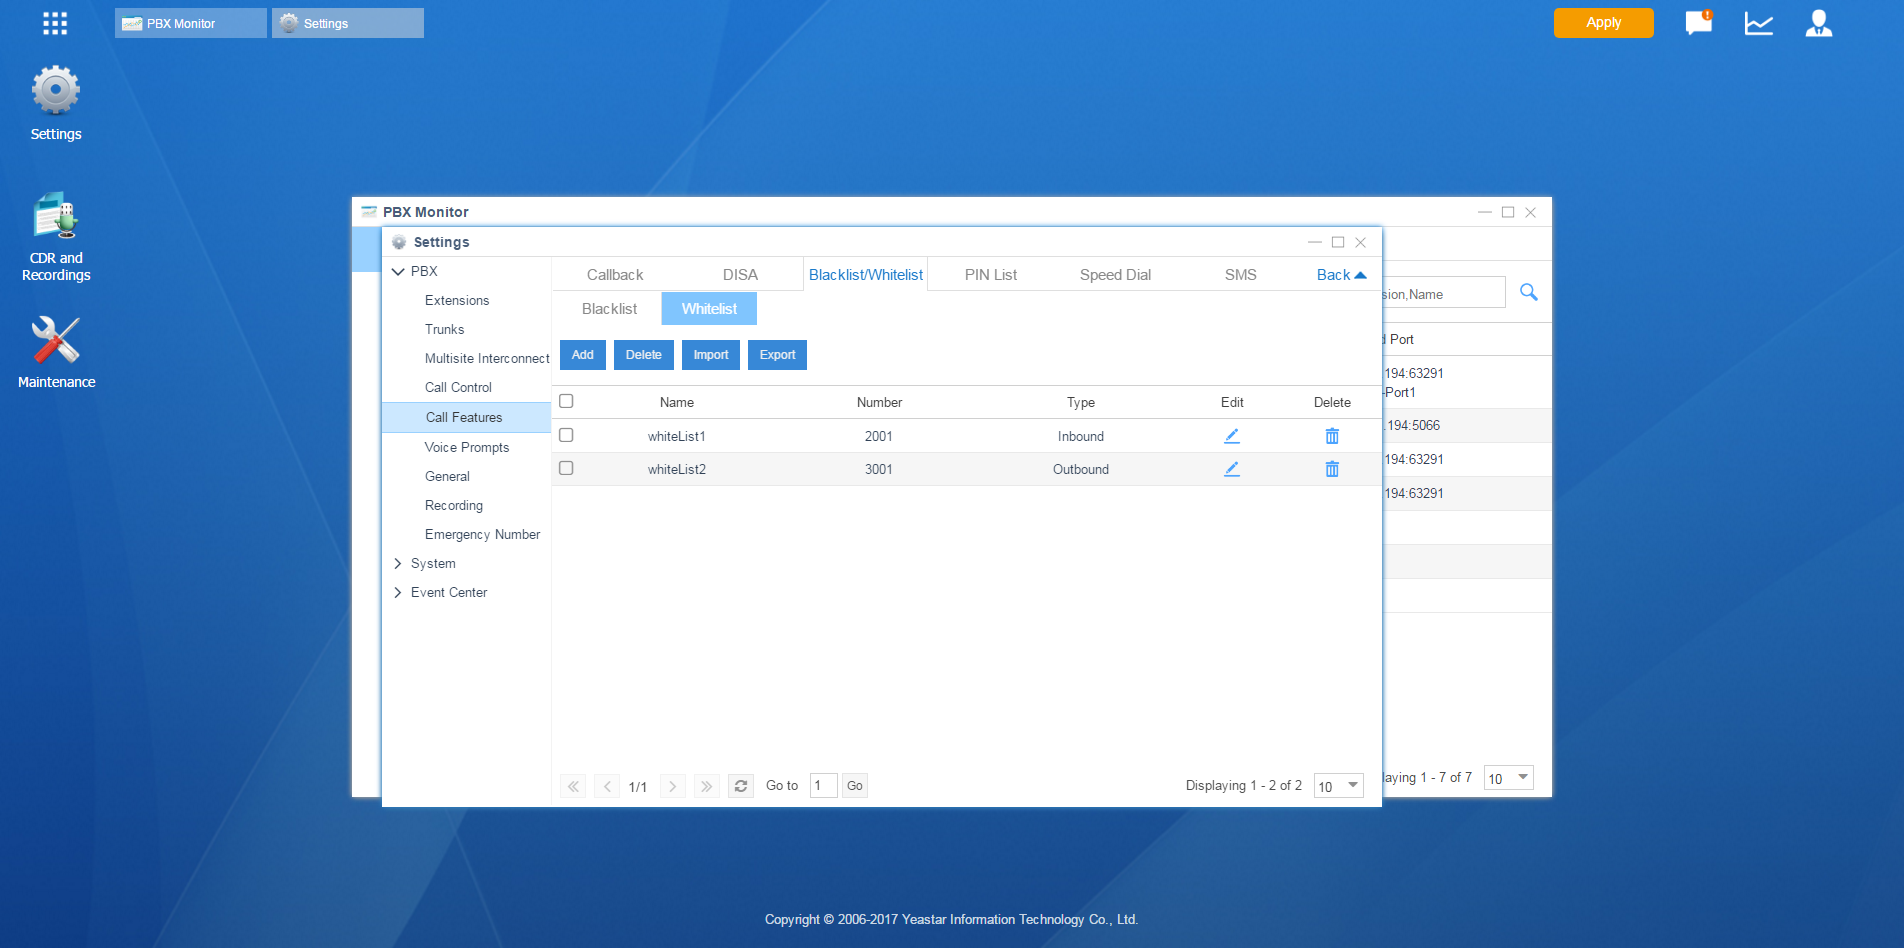 PBX Monitor
Settings
Apply
Settings
CDR and
Recordings
Maintenance
PBX Monitor
Settings
PBX
Extensions
Trunks
Multisite Interconnect
Call Control
Call Features
Voice Prompts
General
Recording
Emergency Number
System
Event Center
Callback DISA Blacklist/Whitelist PIN List Speed Dial SMS Back
Blacklist Whitelist
Add Delete Import Export
Name Number Type Edit Delete
whiteList1 2001 Inbound
whiteList2 3001 Outbound
1/1 Go to 1 Go
Displaying 1 - 2 of 2 10
sion,Name
d Port
194:63291
-Port1
.194:5066
194:63291
194:63291
laying 1 - 7 of 7 10
Copyright © 2006-2017 Yeastar Information Technology Co., Ltd.